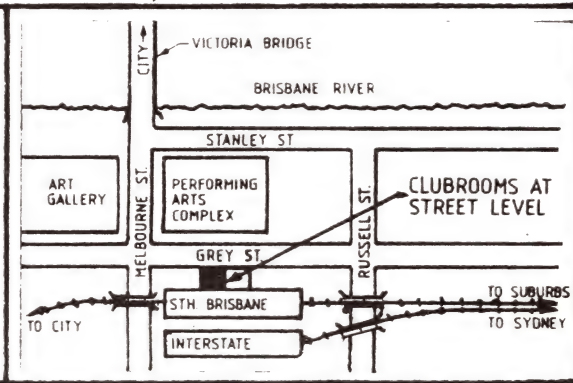 CITY
VICTORIA BRIDGE
BRISBANE RIVER
STANLEY ST
ART
GALLERY
MELBOURNE ST.
PERFORMING
ARTS
COMPLEX
RUSSELL ST.
CLUBROOMS AT
STREET LEVEL
GREY ST.
STH. BRISBANE
TO SUBURBS
TO CITY
TO SYDNEY
INTERSTATE